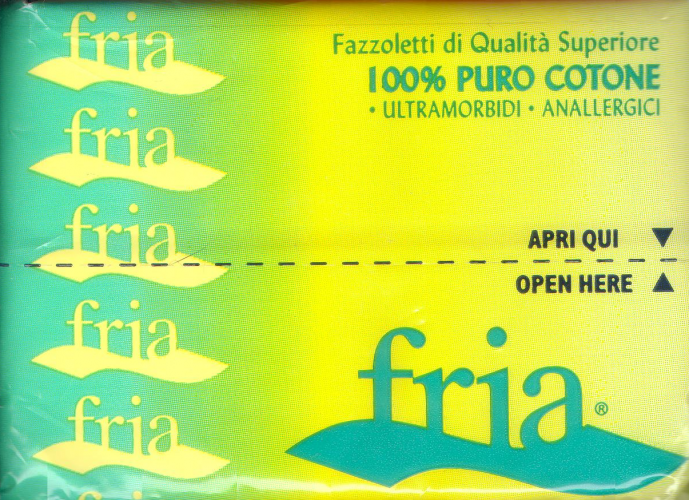 fria
Fazzoletti di Qualità Superiore
100% PURO COTONE
• ULTRAMORBIDI • ANALLERGICI
fria
fria
APRI QUI ▼
OPEN HERE ▲
fria
fria®
fria